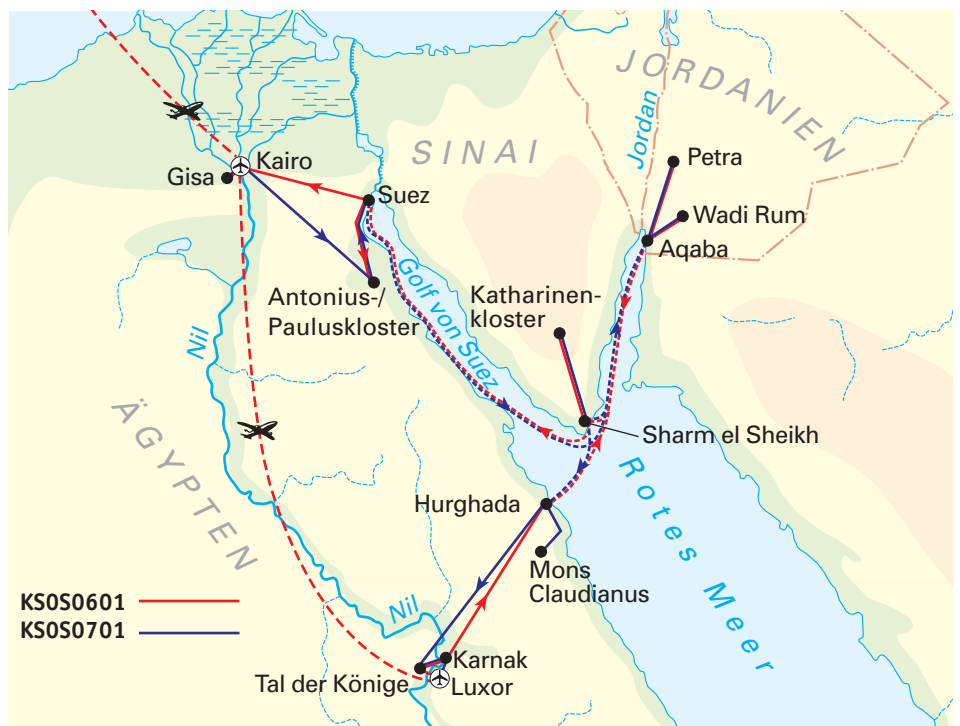 JORDANIEN
Jordan
SINAI
Kairo
Gisa
Petra
Suez
Wadi Rum
Aqaba
Golf von Suez
Antonius-/
Pauluskloster
Katharinen-
kloster
Nil
ÄGYPTEN
Sharm el Sheikh
Rotes Meer
Hurghada
Mons
Claudianus
KS0S0601
KS0S0701
Nil
Karnak
Tal der Könige
Luxor